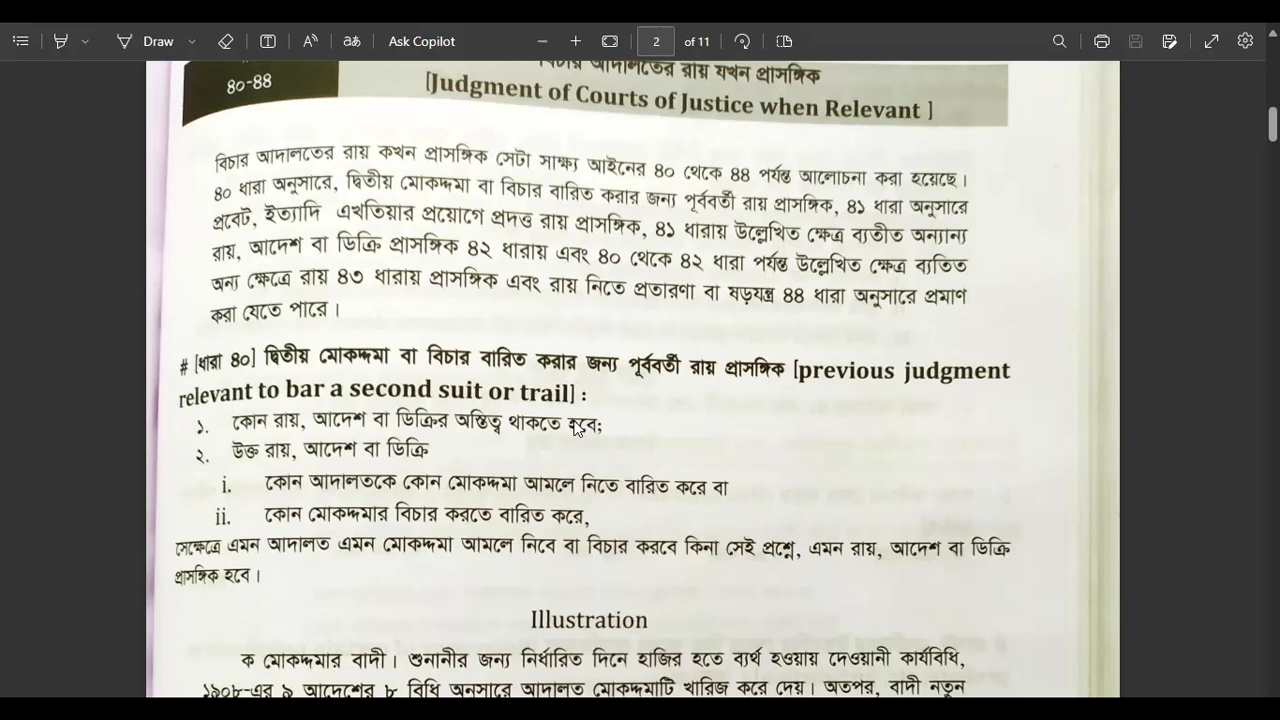 Draw
Ask Copilot
2 of 11
৪০-৪৪
বিচার আদালতের রায় যখন প্রাসঙ্গিক
[Judgment of Courts of Justice when Relevant ]
বিচার আদালতের রায় কখন প্রাসঙ্গিক সেটা সাক্ষ্য আইনের ৪০ থেকে ৪৪ পর্যন্ত আলোচনা করা হয়েছে।
৪০ ধারা অনুসারে, দ্বিতীয় মোকদ্দমা বা বিচার বারিত করার জন্য পূর্ববর্তী রায় প্রাসঙ্গিক, ৪১ ধারা অনুসারে
প্রবেট, ইত্যাদি এখতিয়ার প্রয়োগে প্রদত্ত রায় প্রাসঙ্গিক, ৪১ ধারায় উল্লেখিত ক্ষেত্র ব্যতীত অন্যান্য
রায়, আদেশ বা ডিক্রি প্রাসঙ্গিক ৪২ ধারায় এবং ৪০ থেকে ৪২ ধারা পর্যন্ত উল্লেখিত ক্ষেত্র ব্যতিত
অন্য ক্ষেত্রে রায় ৪৩ ধারায় প্রাসঙ্গিক এবং রায় নিতে প্রতারণা বা ষড়যন্ত্র ৪৪ ধারা অনুসারে প্রমাণ
করা যেতে পারে।
# [ধারা ৪০] দ্বিতীয় মোকদ্দমা বা বিচার বারিত করার জন্য পূর্ববর্তী রায় প্রাসঙ্গিক [previous judgment
relevant to bar a second suit or trail] :
১. কোন রায়, আদেশ বা ডিক্রির অস্তিত্ব থাকতে হবে;
২. উক্ত রায়, আদেশ বা ডিক্রি
i. কোন আদালতকে কোন মোকদ্দমা আমলে নিতে বারিত করে বা
ii. কোন মোকদ্দমার বিচার করতে বারিত করে,
সেক্ষেত্রে এমন আদালত এমন মোকদ্দমা আমলে নিবে বা বিচার করবে কিনা সেই প্রশ্নে, এমন রায়, আদেশ বা ডিক্রি
প্রাসঙ্গিক হবে।
Illustration
ক মোকদ্দমার বাদী। শুনানীর জন্য নির্ধারিত দিনে হাজির হতে ব্যর্থ হওয়ায় দেওয়ানী কার্যবিধি,
১৯০৮-এর ৯ আদেশের ৮ বিধি অনুসারে আদালত মোকদ্দমাটি খারিজ করে দেয়। অতপর, বাদী নতুন